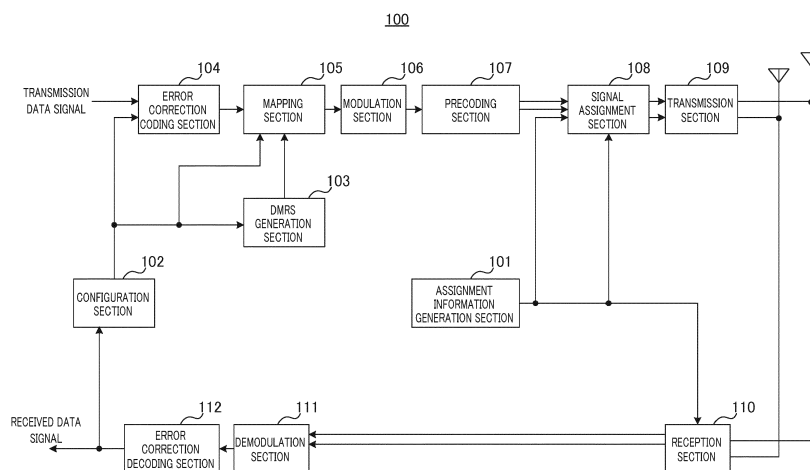 100
104
105
106
107
108
109
TRANSMISSION
DATA SIGNAL
ERROR
CORRECTION
CODING SECTION
MAPPING
SECTION
MODULATION
SECTION
PRECODING
SECTION
SIGNAL
ASSIGNMENT
SECTION
TRANSMISSION
SECTION
103
DMRS
GENERATION
SECTION
102
CONFIGURATION
SECTION
101
ASSIGNMENT
INFORMATION
GENERATION SECTION
RECEIVED DATA
SIGNAL
112
ERROR
CORRECTION
DECODING SECTION
111
DEMODULATION
SECTION
110
RECEPTION
SECTION